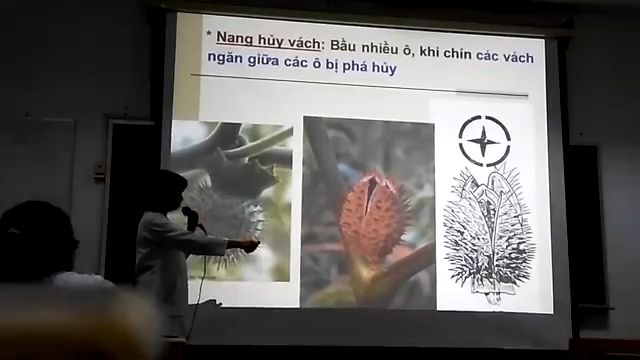 * Nang hủy vách: Bầu nhiều ô, khi chín các vách
ngăn giữa các ô bị phá hủy